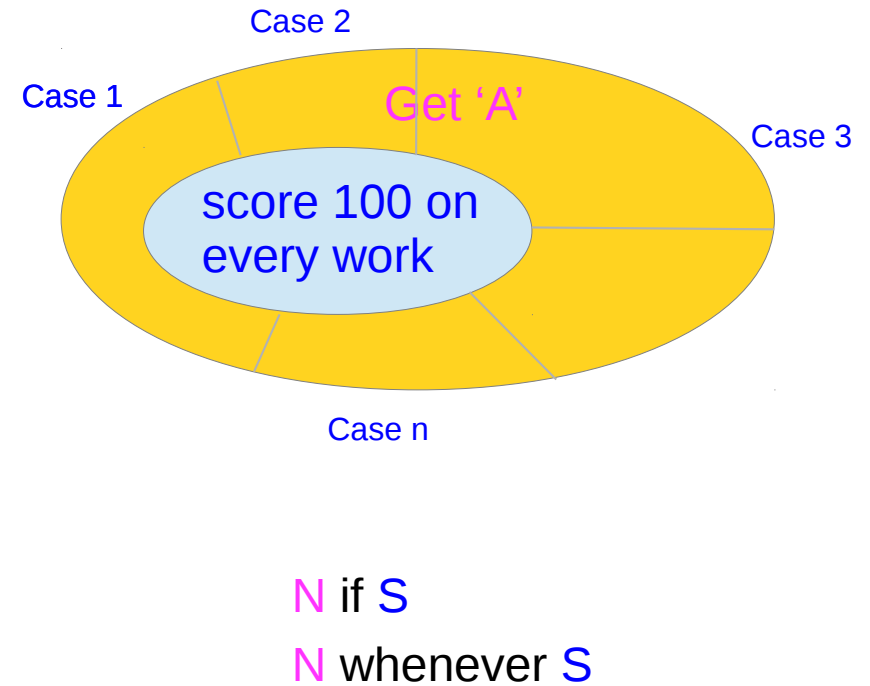 Case 2
Case 1
Get ‘A’
Case 3
score 100 on
every work
Case n
N if S
N whenever S